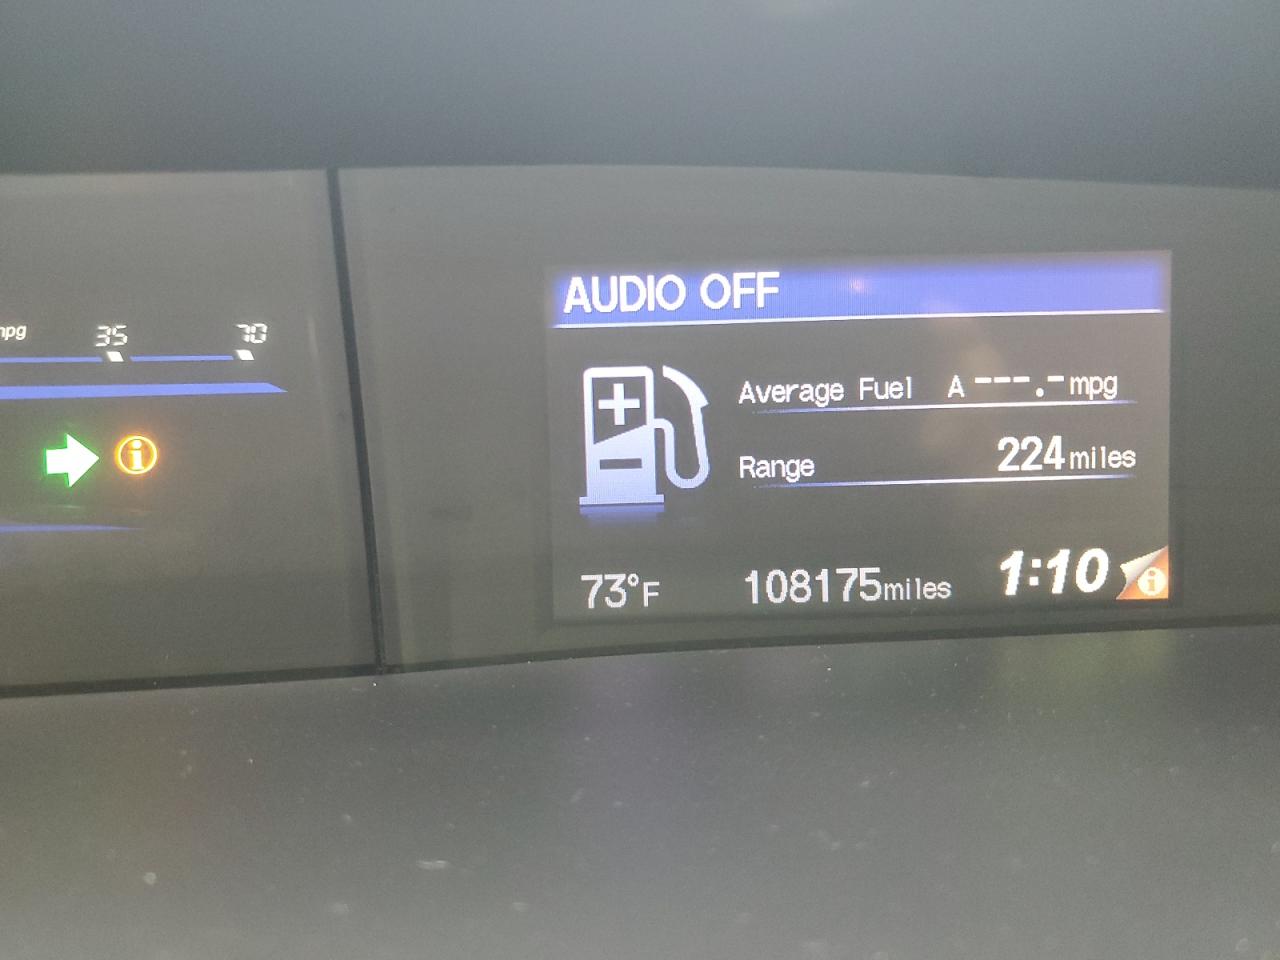 AUDIO OFF
mpg 35 70
Average Fuel A ---.- mpg
Range 224 miles
73°F 108175 miles 1:10